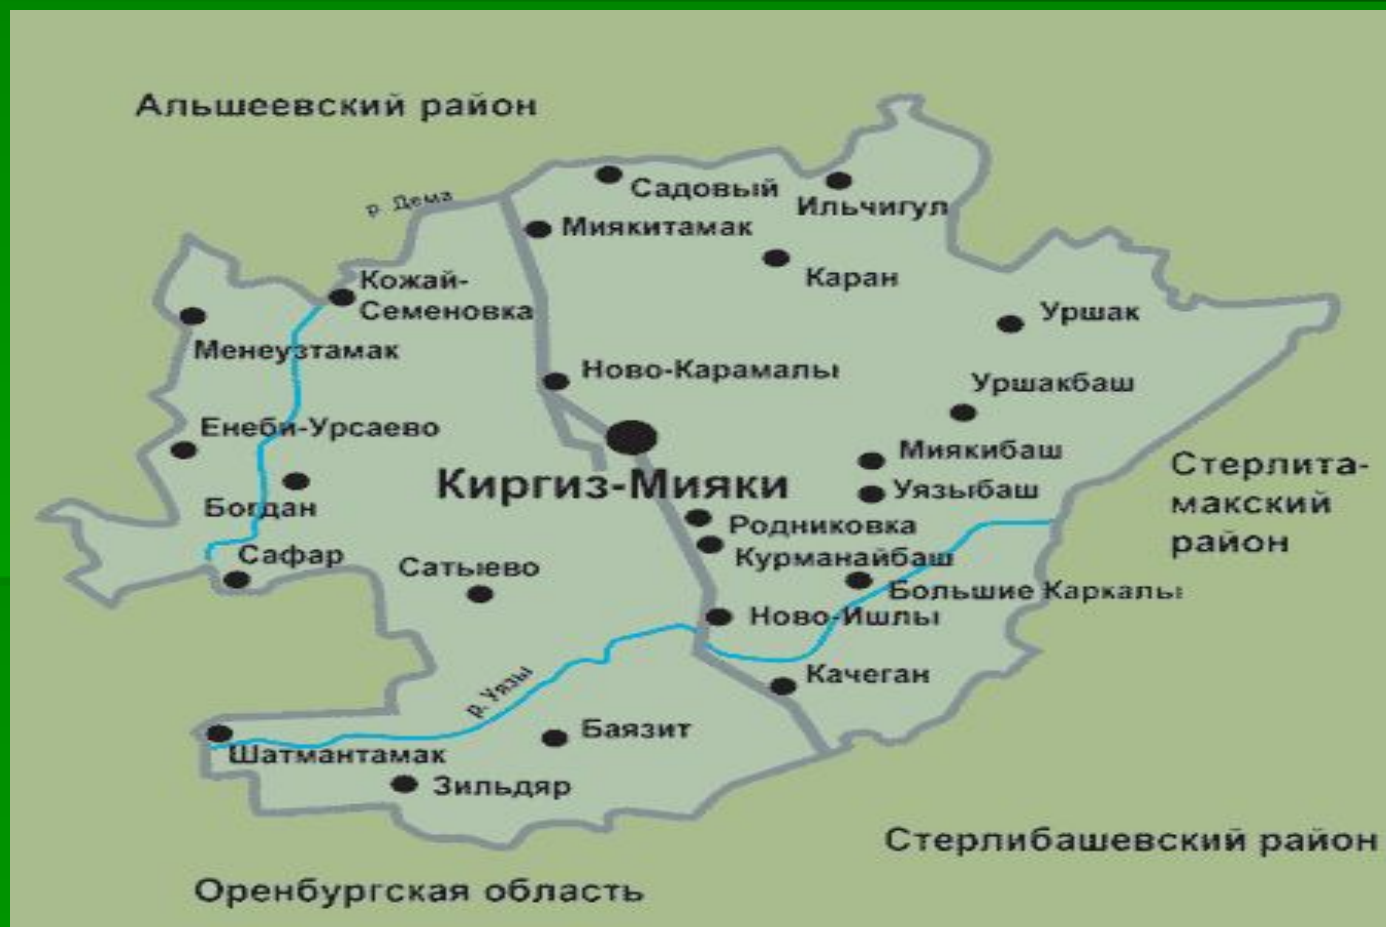 Альшеевский район
р. Дема
Садовый
Ильчигул
Миякитамак
Каран
Кожай-
Семеновка
Уршак
Менеузтамак
Ново-Карамалы
Уршакбаш
Енеби-Урсаево
Миякибаш
Стерлита-
макский
район
Киргиз-Мияки
Уязыбаш
Богдан
Родниковка
Сафар
Курманайбаш
Сатыево
Большие Каркалы
Ново-Ишлы
Качеган
р. Уязы
Баязит
Шатмантамак
Зильдяр
Стерлибашевский район
Оренбургская область